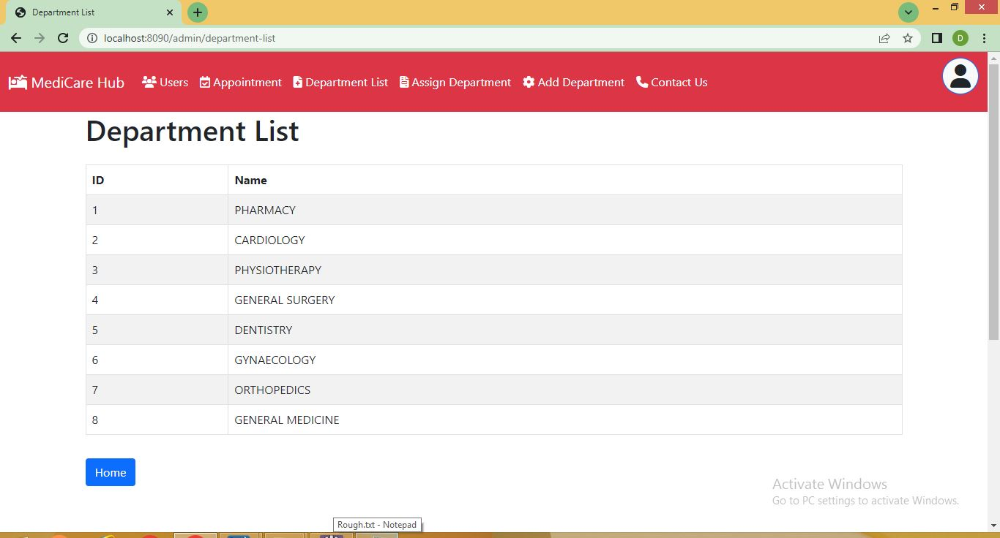 Department List
localhost:8090/admin/department-list
D
MediCare Hub Users Appointment Department List Assign Department Add Department Contact Us
Department List
ID Name
1 PHARMACY
2 CARDIOLOGY
3 PHYSIOTHERAPY
4 GENERAL SURGERY
5 DENTISTRY
6 GYNAECOLOGY
7 ORTHOPEDICS
8 GENERAL MEDICINE
Home
Activate Windows
Go to PC settings to activate Windows.
Rough.txt - Notepad